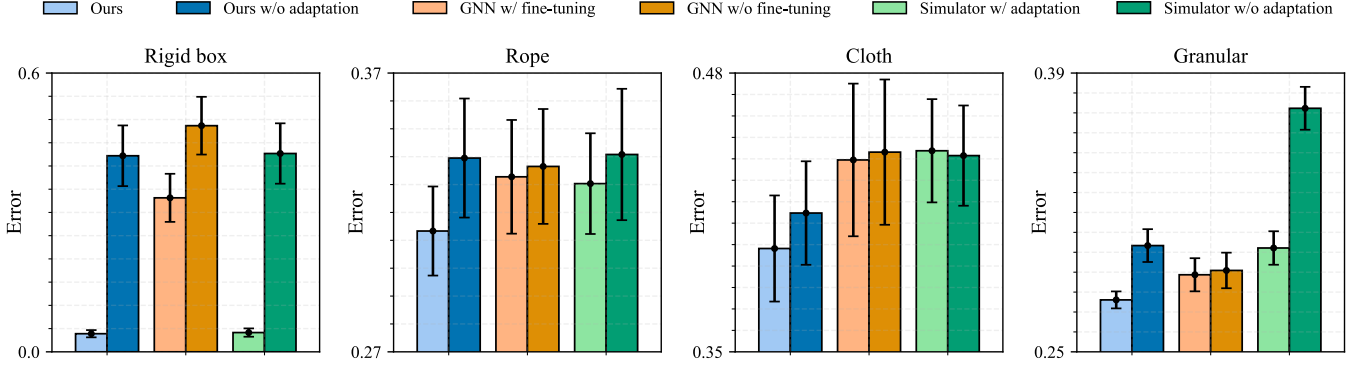 Ours
Ours w/o adaptation
GNN w/ fine-tuning
GNN w/o fine-tuning
Simulator w/ adaptation
Simulator w/o adaptation
Rigid box
0.6
Error
0.0
Rope
0.37
Error
0.27
Cloth
0.48
Error
0.35
Granular
0.39
Error
0.25